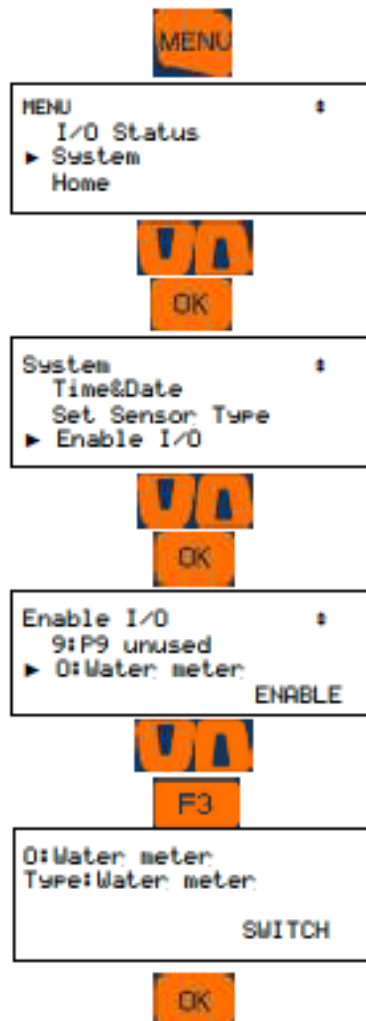 MENU
MENU
I/O Status
► System
Home
OK
System
Time&Date
Set Sensor Type
► Enable I/O
OK
Enable I/O
9:P9 unused
► 0:Water meter
ENABLE
F3
0:Water meter
Type:Water meter
SWITCH
OK